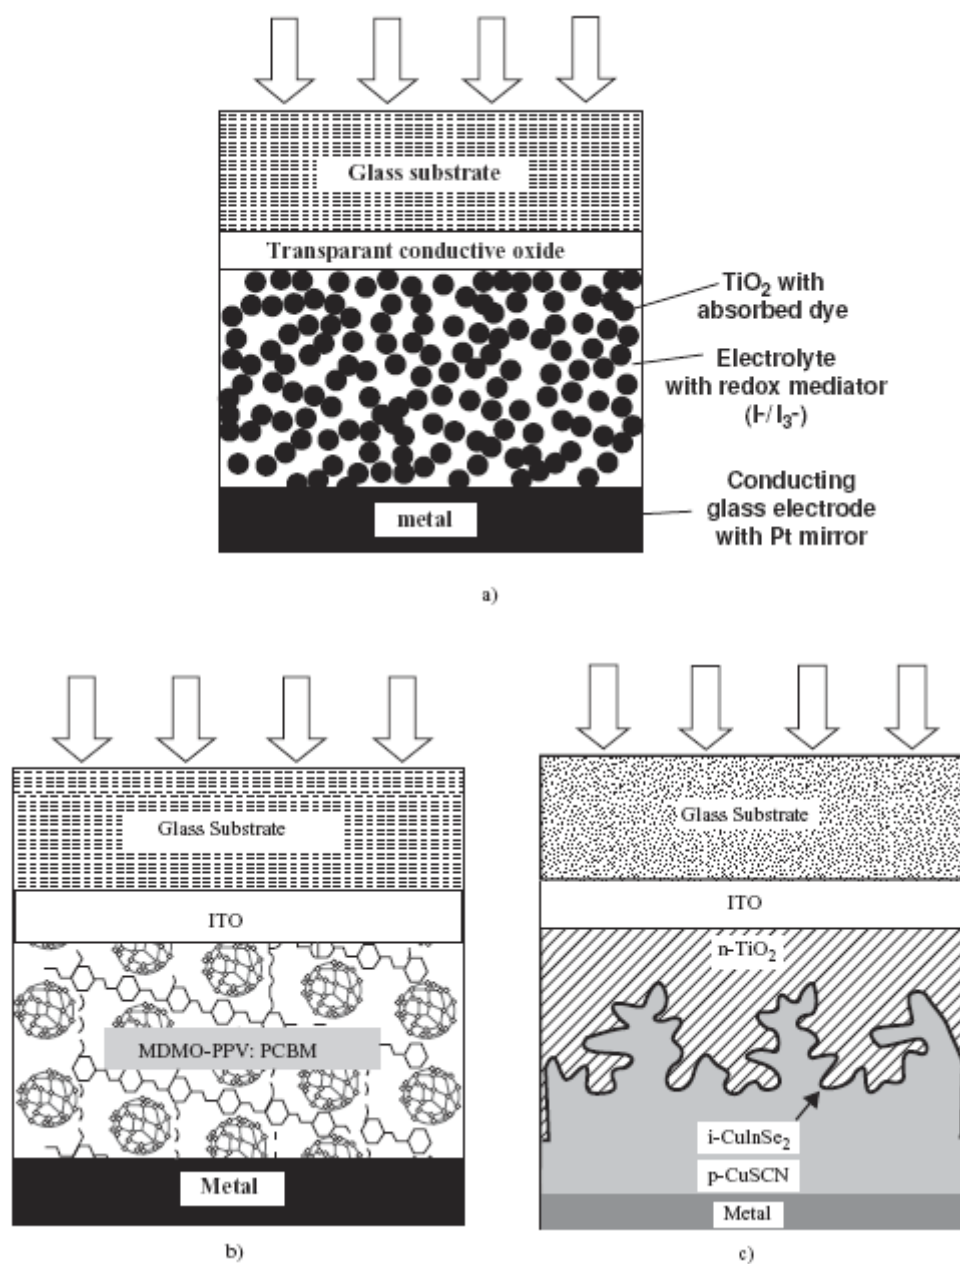 Glass substrate
Transparant conductive oxide
TiO₂ with
absorbed dye
Electrolyte
with redox mediator
(I-/I₃-)
Conducting
glass electrode
with Pt mirror
metal
a)
Glass Substrate
ITO
MDMO-PPV: PCBM
Metal
b)
Glass Substrate
ITO
n-TiO₂
i-CuInSe₂
p-CuSCN
Metal
c)